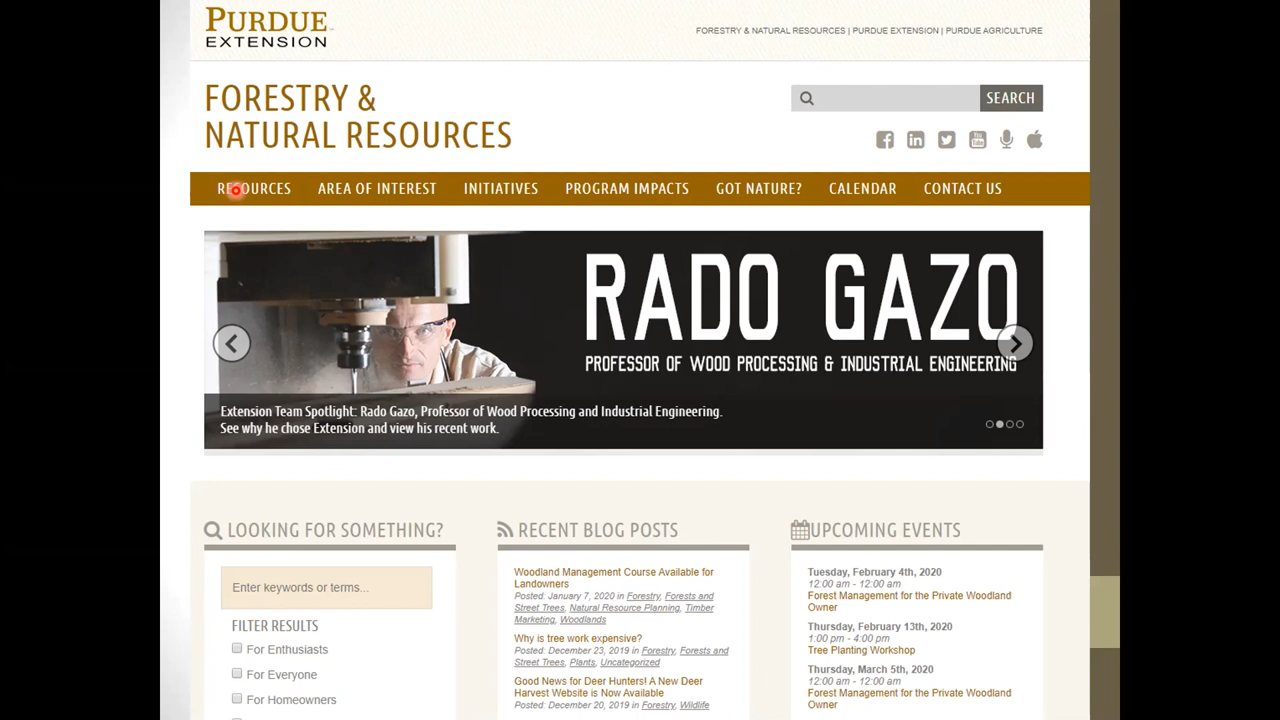 PURDUE
EXTENSION
FORESTRY & NATURAL RESOURCES | PURDUE EXTENSION | PURDUE AGRICULTURE
FORESTRY &
NATURAL RESOURCES
SEARCH
RESOURCES AREA OF INTEREST INITIATIVES PROGRAM IMPACTS GOT NATURE? CALENDAR CONTACT US
RADO GAZO
PROFESSOR OF WOOD PROCESSING & INDUSTRIAL ENGINEERING
Extension Team Spotlight: Rado Gazo, Professor of Wood Processing and Industrial Engineering.
See why he chose Extension and view his recent work.
LOOKING FOR SOMETHING?
Enter keywords or terms...
FILTER RESULTS
For Enthusiasts
For Everyone
For Homeowners
RECENT BLOG POSTS
Woodland Management Course Available for
Landowners
Posted: January 7, 2020 in Forestry, Forests and
Street Trees, Natural Resource Planning, Timber
Marketing, Woodlands
Why is tree work expensive?
Posted: December 23, 2019 in Forestry, Forests and
Street Trees, Plants, Uncategorized
Good News for Deer Hunters! A New Deer
Harvest Website is Now Available
Posted: December 20, 2019 in Forestry, Wildlife
UPCOMING EVENTS
Tuesday, February 4th, 2020
12:00 am - 12:00 am
Forest Management for the Private Woodland
Owner
Thursday, February 13th, 2020
1:00 pm - 4:00 pm
Tree Planting Workshop
Thursday, March 5th, 2020
12:00 am - 12:00 am
Forest Management for the Private Woodland
Owner